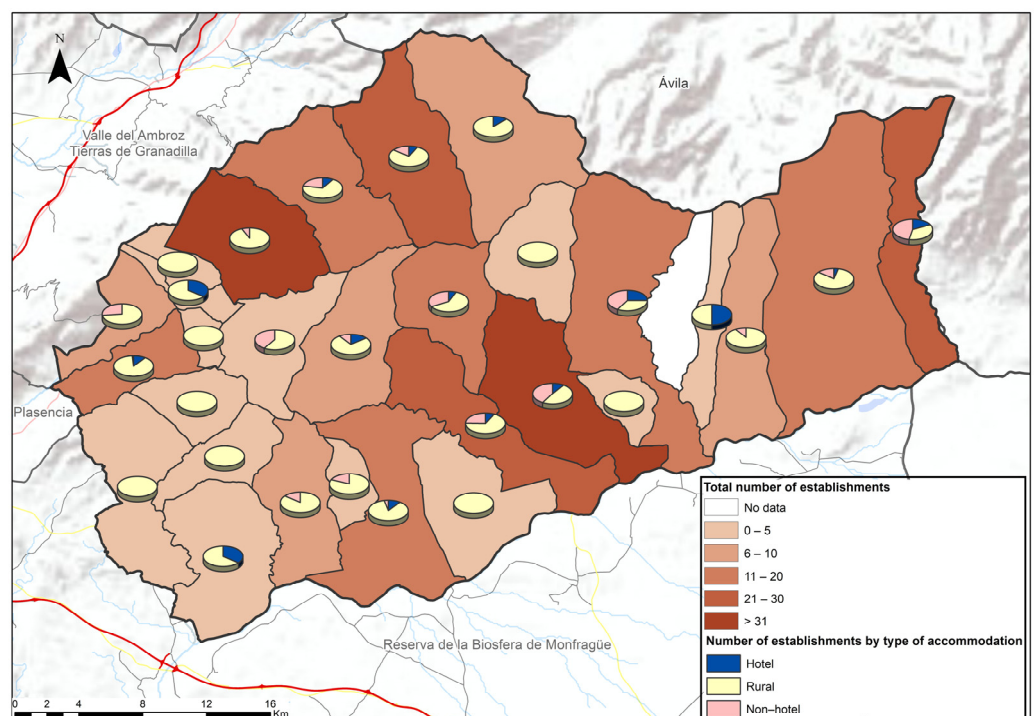 N
Ávila
Valle del Ambroz
Tierras de Granadilla
Plasencia
Reserva de la Biosfera de Monfragüe
Total number of establishments
No data
0 – 5
6 – 10
11 – 20
21 – 30
> 31
Number of establishments by type of accommodation
Hotel
Rural
Non–hotel
0 2 4 8 12 16
Km